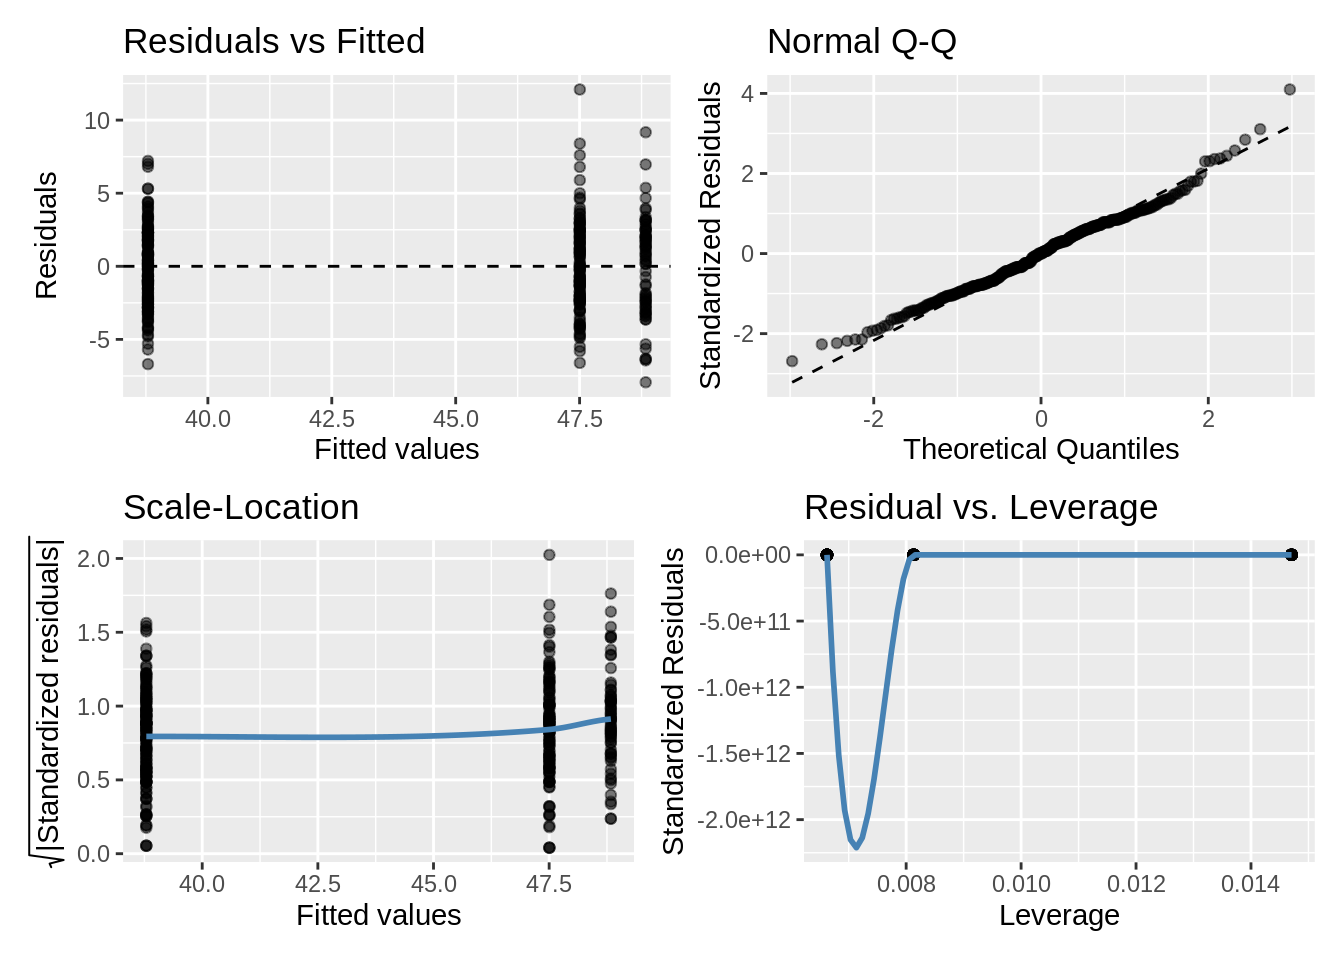 Residuals vs Fitted
Residuals
10
5
0
-5
40.0 42.5 45.0 47.5
Fitted values
Normal Q-Q
Standardized Residuals
4
2
0
-2
-2 0 2
Theoretical Quantiles
Scale-Location
√|Standardized residuals|
2.0
1.5
1.0
0.5
0.0
40.0 42.5 45.0 47.5
Fitted values
Residual vs. Leverage
Standardized Residuals
0.0e+00
-5.0e+11
-1.0e+12
-1.5e+12
-2.0e+12
0.008 0.010 0.012 0.014
Leverage